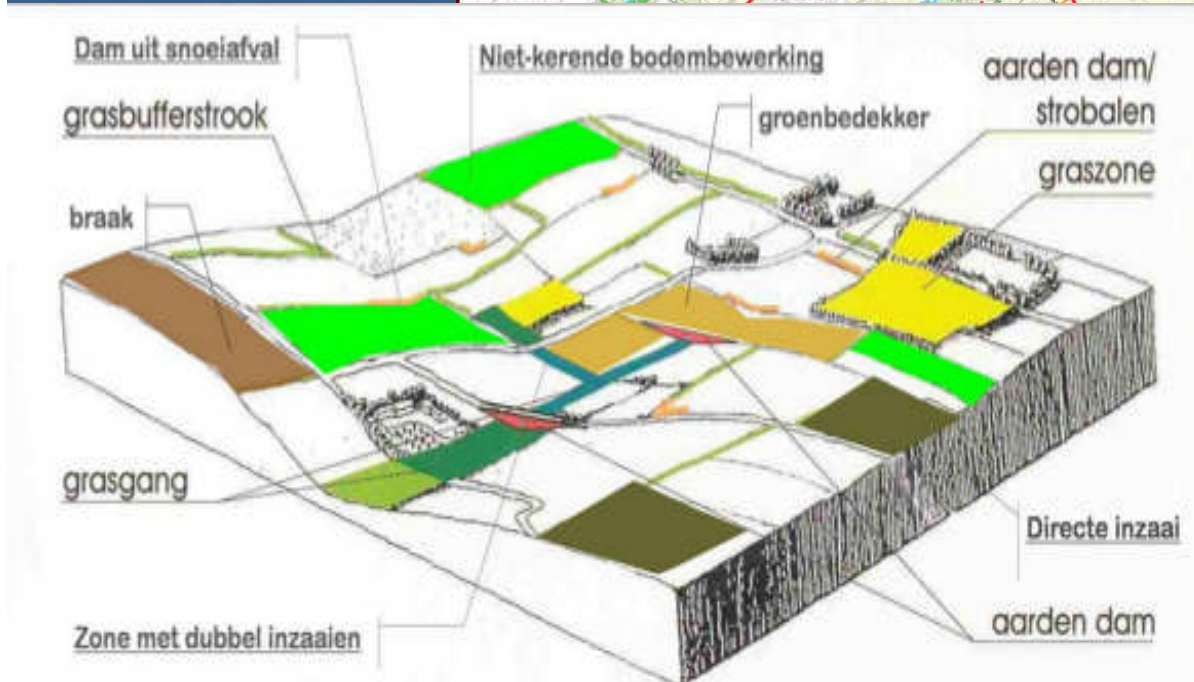 Dam uit snoeiafval
Niet-kerende bodembewerking
aarden dam/
strobalen
grasbufferstrook
groenbedekker
graszone
braak
grasgang
Directe inzaai
Zone met dubbel inzaaien
aarden dam